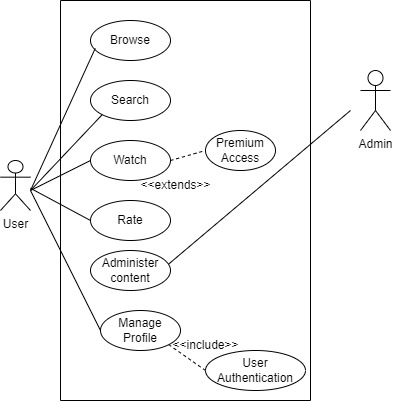 Browse
Search
Admin
Watch
Premium
Access
<<extends>>
User
Rate
Administer
content
Manage
Profile
<<include>>
User
Authentication